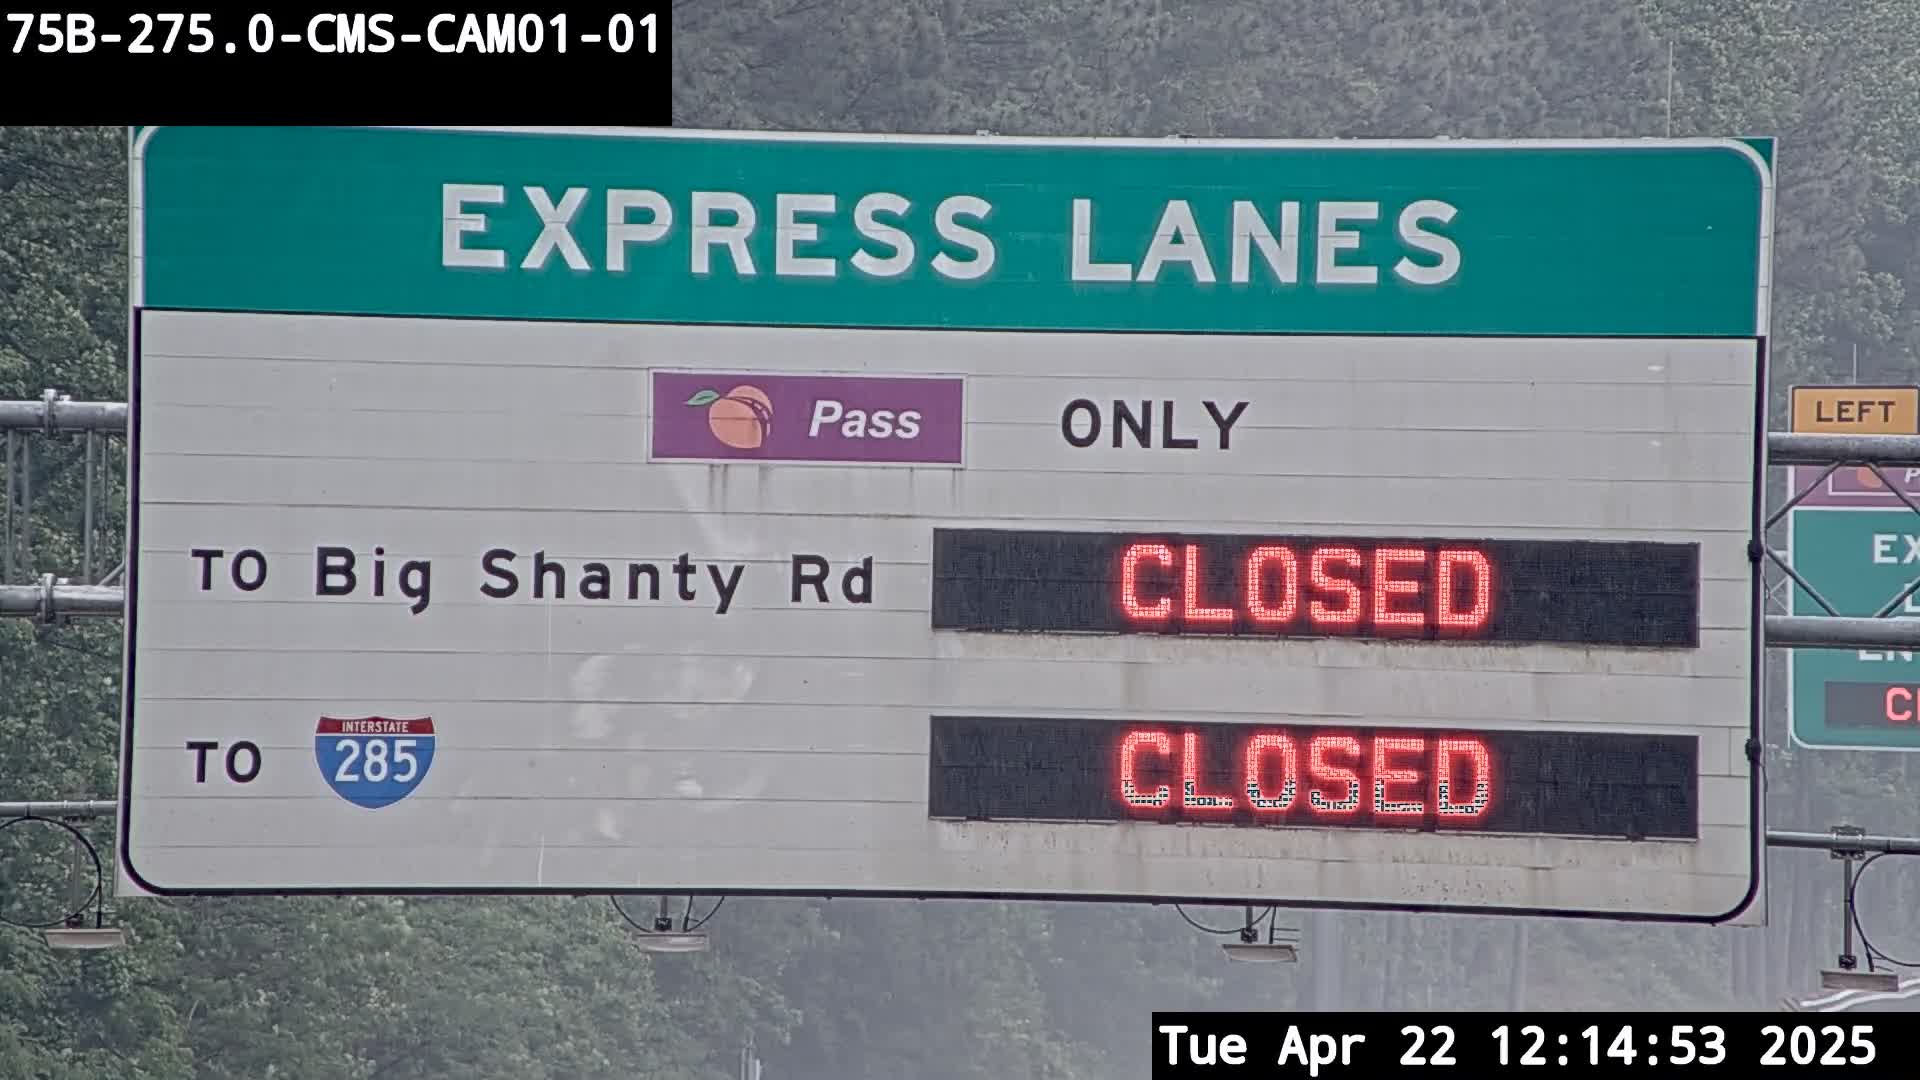 75B-275.0-CMS-CAM01-01
EXPRESS LANES
Pass ONLY
TO Big Shanty Rd CLOSED
TO INTERSTATE 285 CLOSED
LEFT
Tue Apr 22 12:14:53 2025